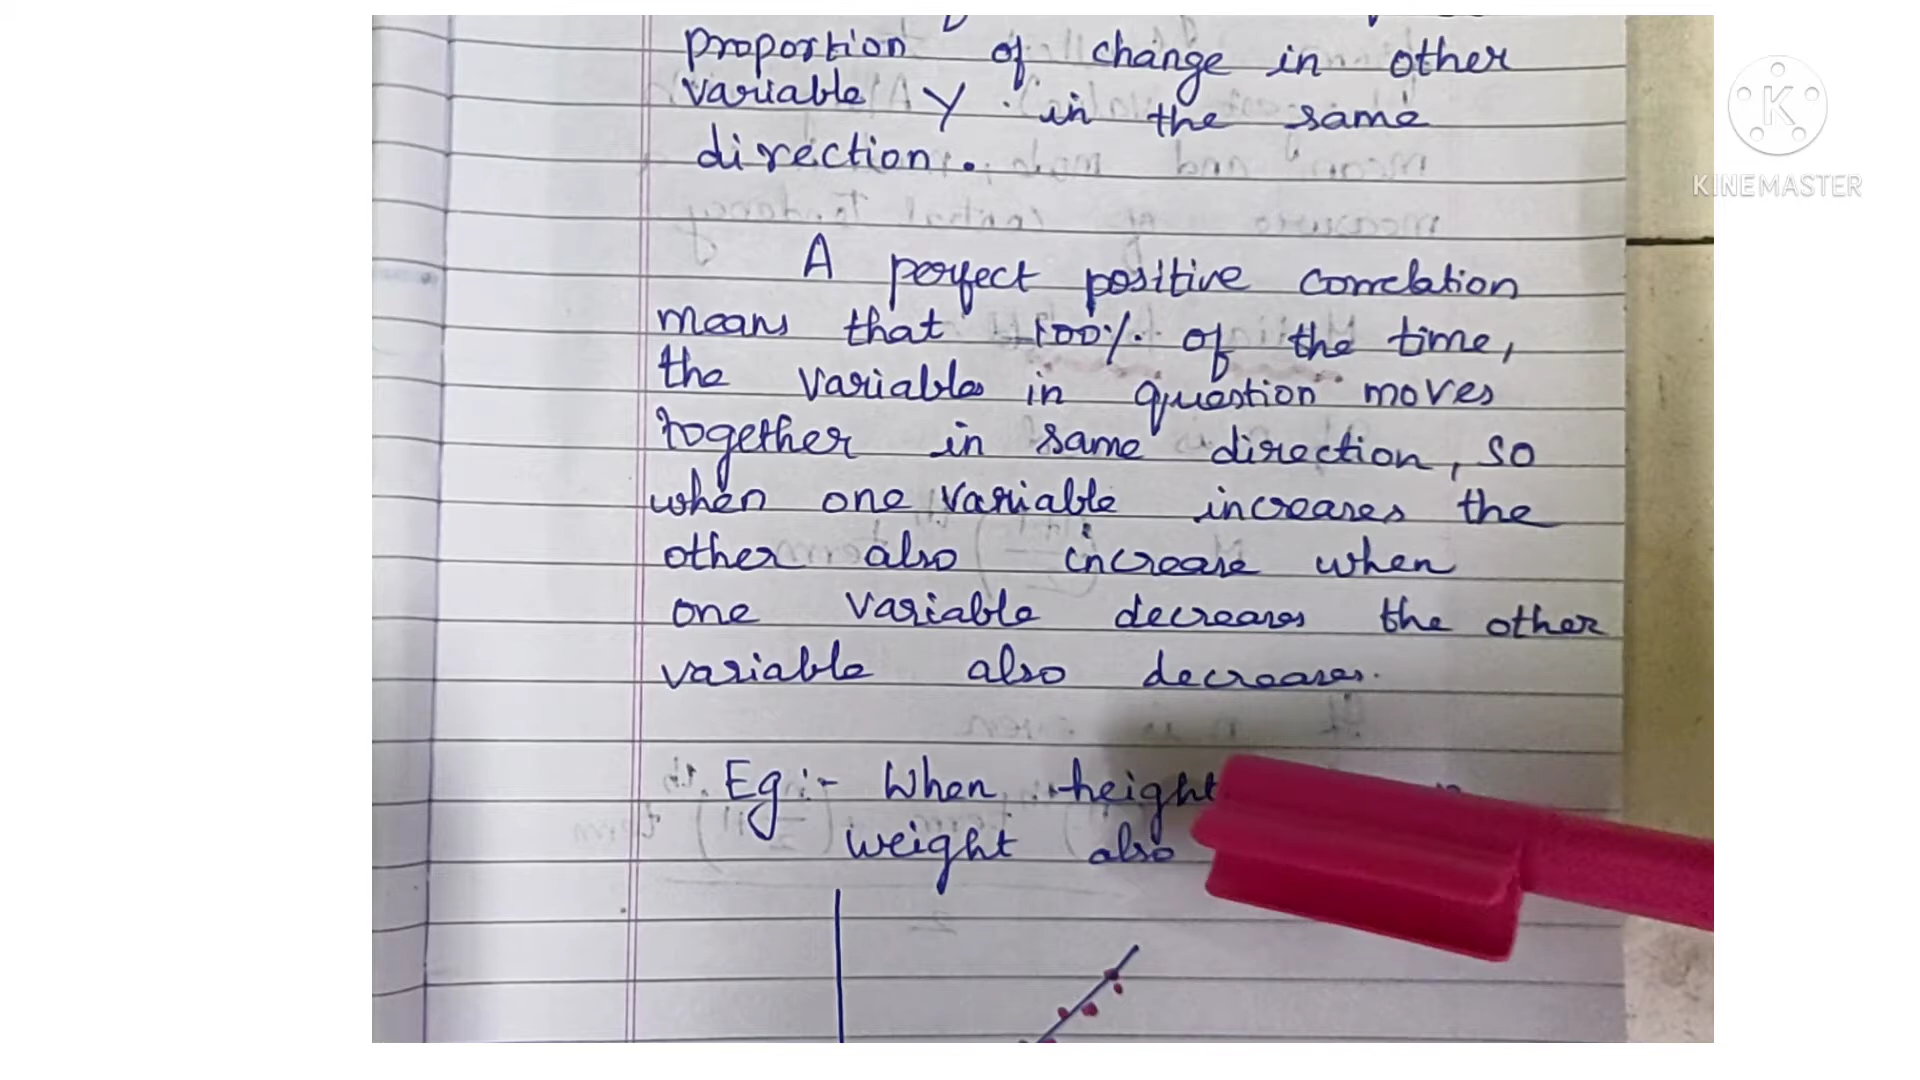 proportion of change in other
variable Y in the same
direction.
A perfect positive correlation
means that 100% of the time,
the variables in question moves
together in same direction, so
when one variable increases the
other also increase when
one variable decreases the other
variable also decreases.
Eg:- When height
weight also
K
KINEMASTER